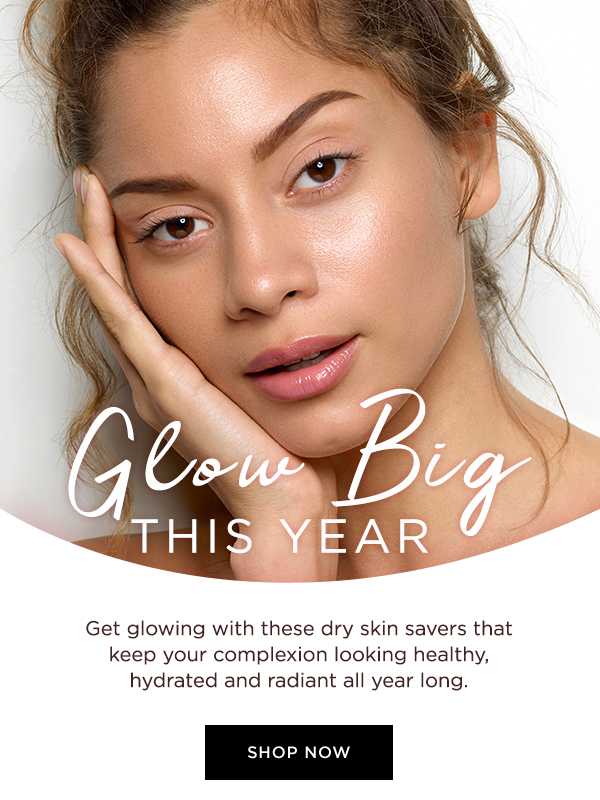 Glow Big
THIS YEAR
Get glowing with these dry skin savers that
keep your complexion looking healthy,
hydrated and radiant all year long.
SHOP NOW